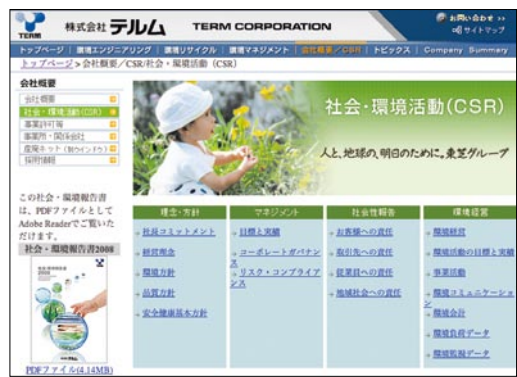 TERM
株式会社 テルム TERM CORPORATION
お問い合わせ >>
サイトマップ
トップページ | 環境エンジニアリング | 環境リサイクル | 環境マネジメント | 会社概要／CSR | トピックス | Company Summary
トップページ > 会社概要／CSR/社会・環境活動（CSR）
会社概要
会社概要
社会・環境活動(CSR)
事業許可等
事業所・関係会社
産廃ネット（別ウインドウ）
採用情報
社会・環境活動(CSR)
人と、地球の、明日のために。東芝グループ
この社会・環境報告書
は、PDFファイルとして
Adobe Readerでご覧いた
だけます。
社会・環境報告書2008
PDFファイル(4.14MB)
理念・方針
社長コミットメント
経営理念
環境方針
品質方針
安全健康基本方針
マネジメント
目標と実績
コーポレートガバナン
ス
リスク・コンプライア
ンス
社会性報告
お客様への責任
取引先への責任
従業員への責任
地域社会への責任
環境経営
環境経営
環境活動の目標と実績
事業活動
環境コミュニケーショ
ン
環境会計
環境負荷データ
環境監視データ